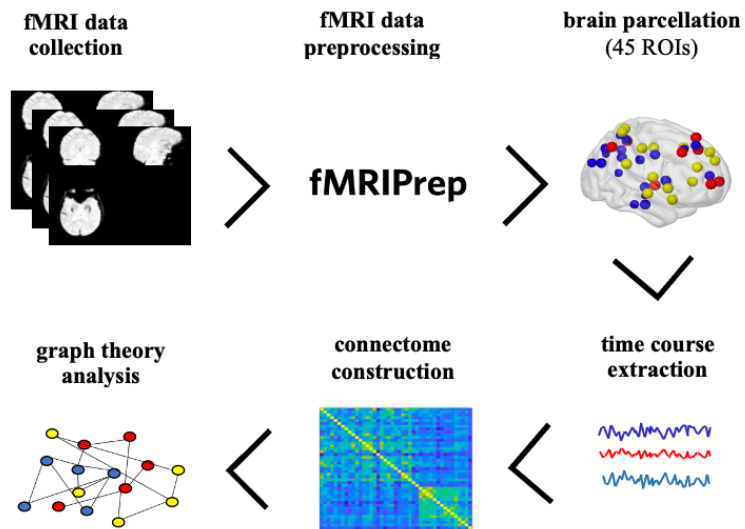 fMRI data
collection
fMRI data
preprocessing
brain parcellation
(45 ROIs)
fMRIPrep
graph theory
analysis
connectome
construction
time course
extraction